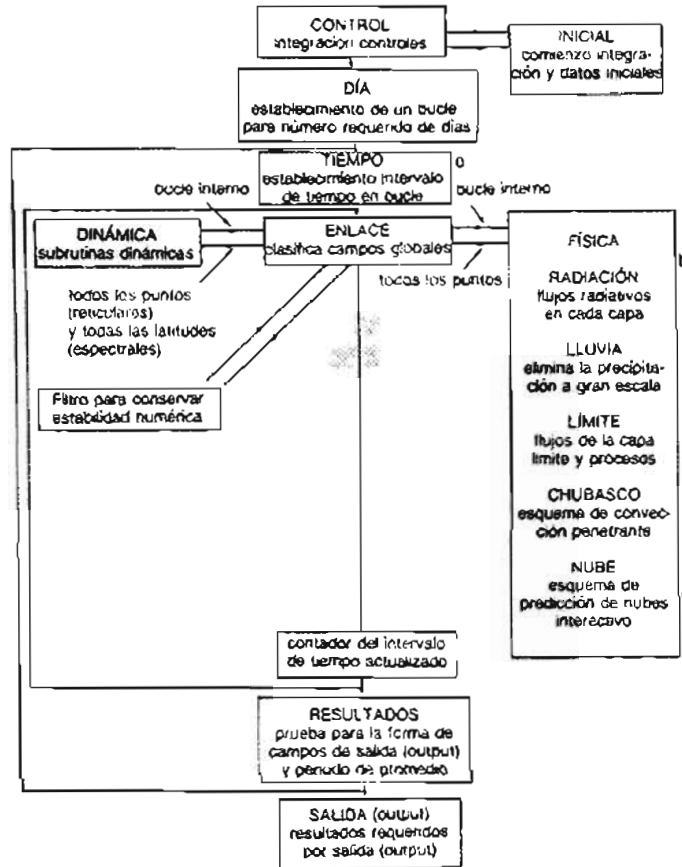 CONTROL
integración controles
INICIAL
comienzo integra-
ción y datos iniciales
DÍA
establecimiento de un bucle
para número requerido de días
TIEMPO
establecimiento intervalo
de tiempo en bucle
0
bucle interno
bucle interno
DINÁMICA
subrutinas dinámicas
ENLACE
clasifica campos globales
todos los puntos
(reticulares)
y todas las latitudes
(espectrales)
todos los puntos
Filtro para conservar
estabilidad numérica
FÍSICA
RADIACIÓN
flujos radiativos
en cada capa
LLUVIA
elimina la precipita-
ción a gran escala
LÍMITE
flujos de la capa
límite y procesos
CHUBASCO
esquema de convec-
ción penetrante
NUBE
esquema de
predicción de nubes
interactivo
contador del intervalo
de tiempo actualizado
RESULTADOS
prueba para la forma de
campos de salida (output)
y período de promedio
SALIDA (output)
resultados requeridos
por salida (output)